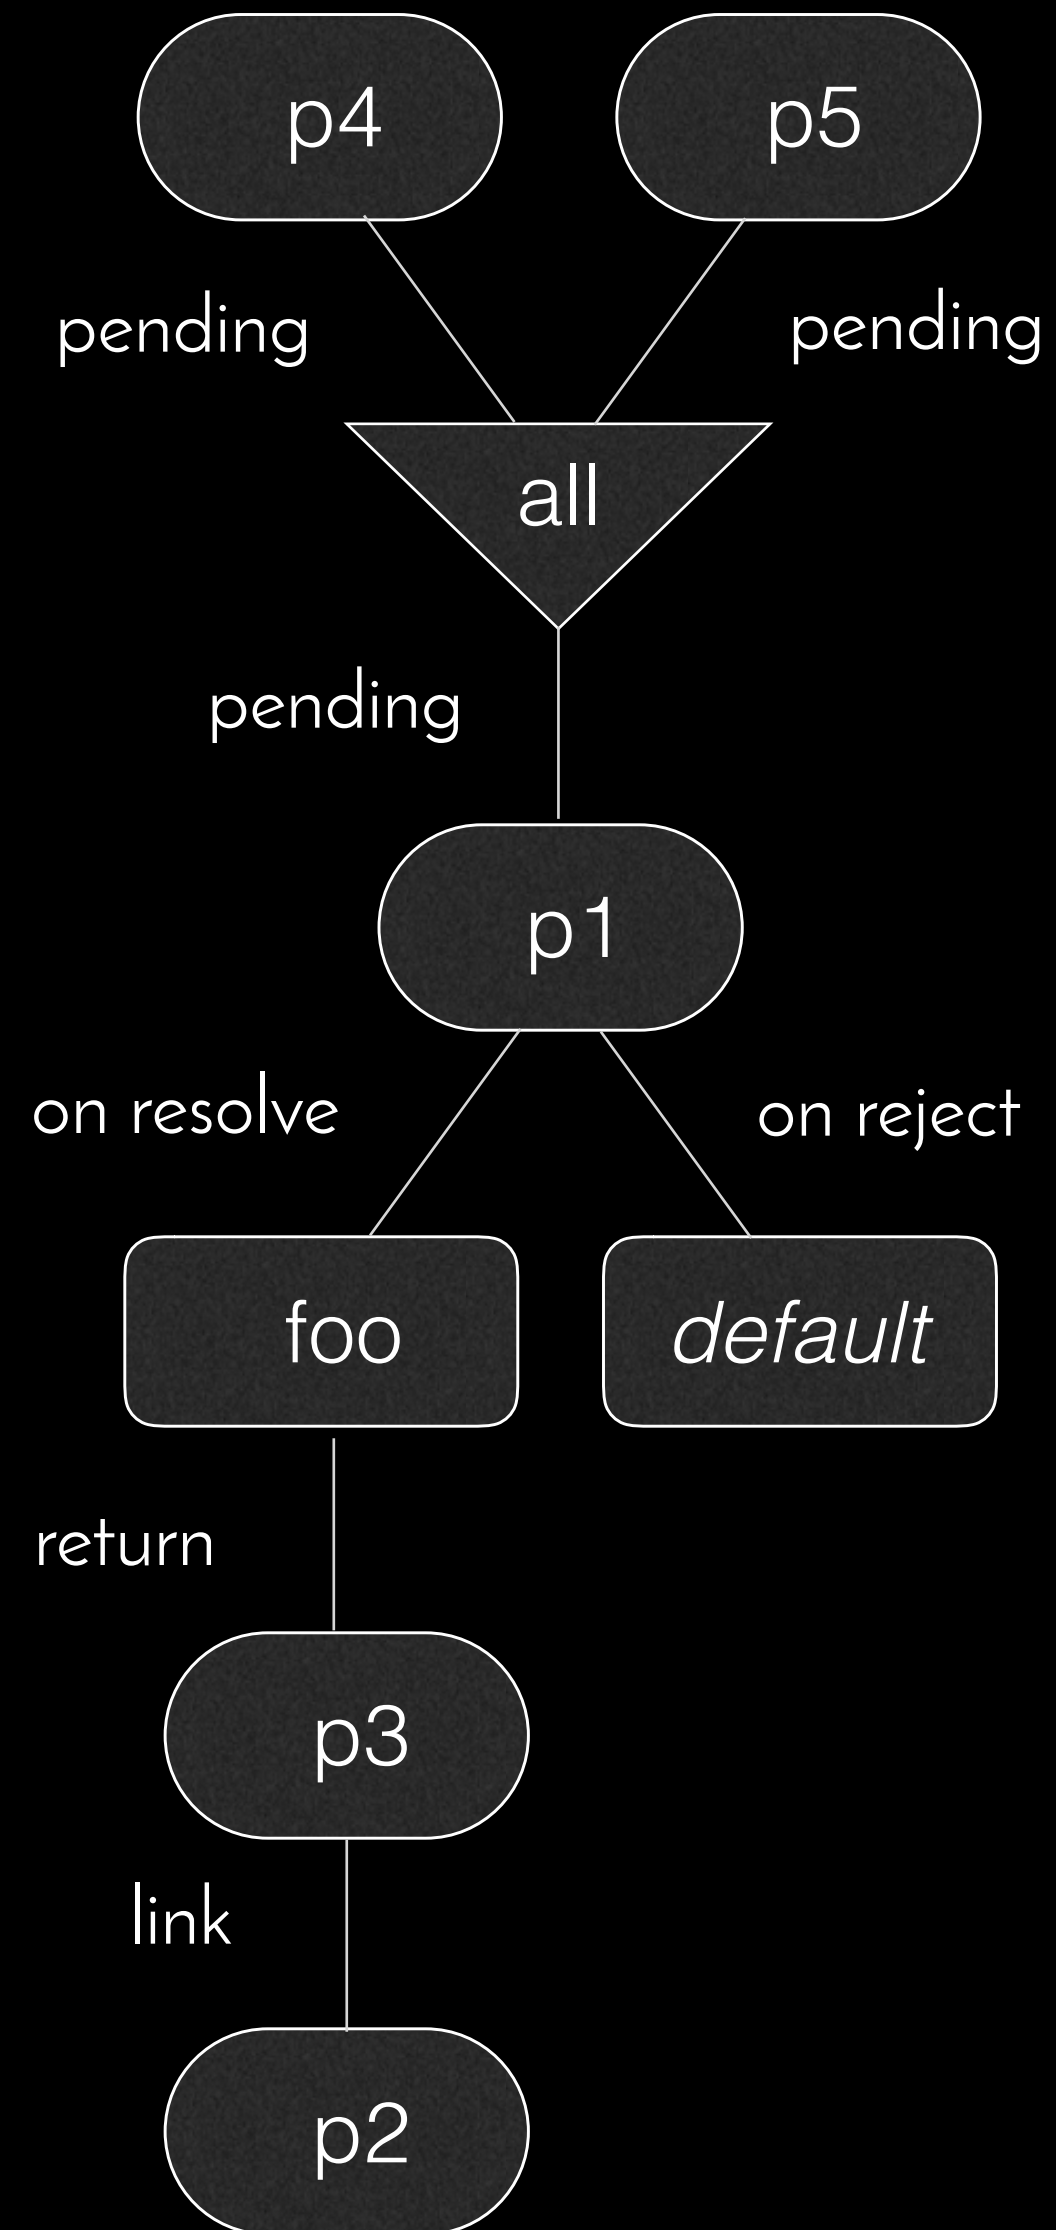 p4
p5
pending
pending
all
pending
p1
on resolve
on reject
foo
default
return
p3
link
p2